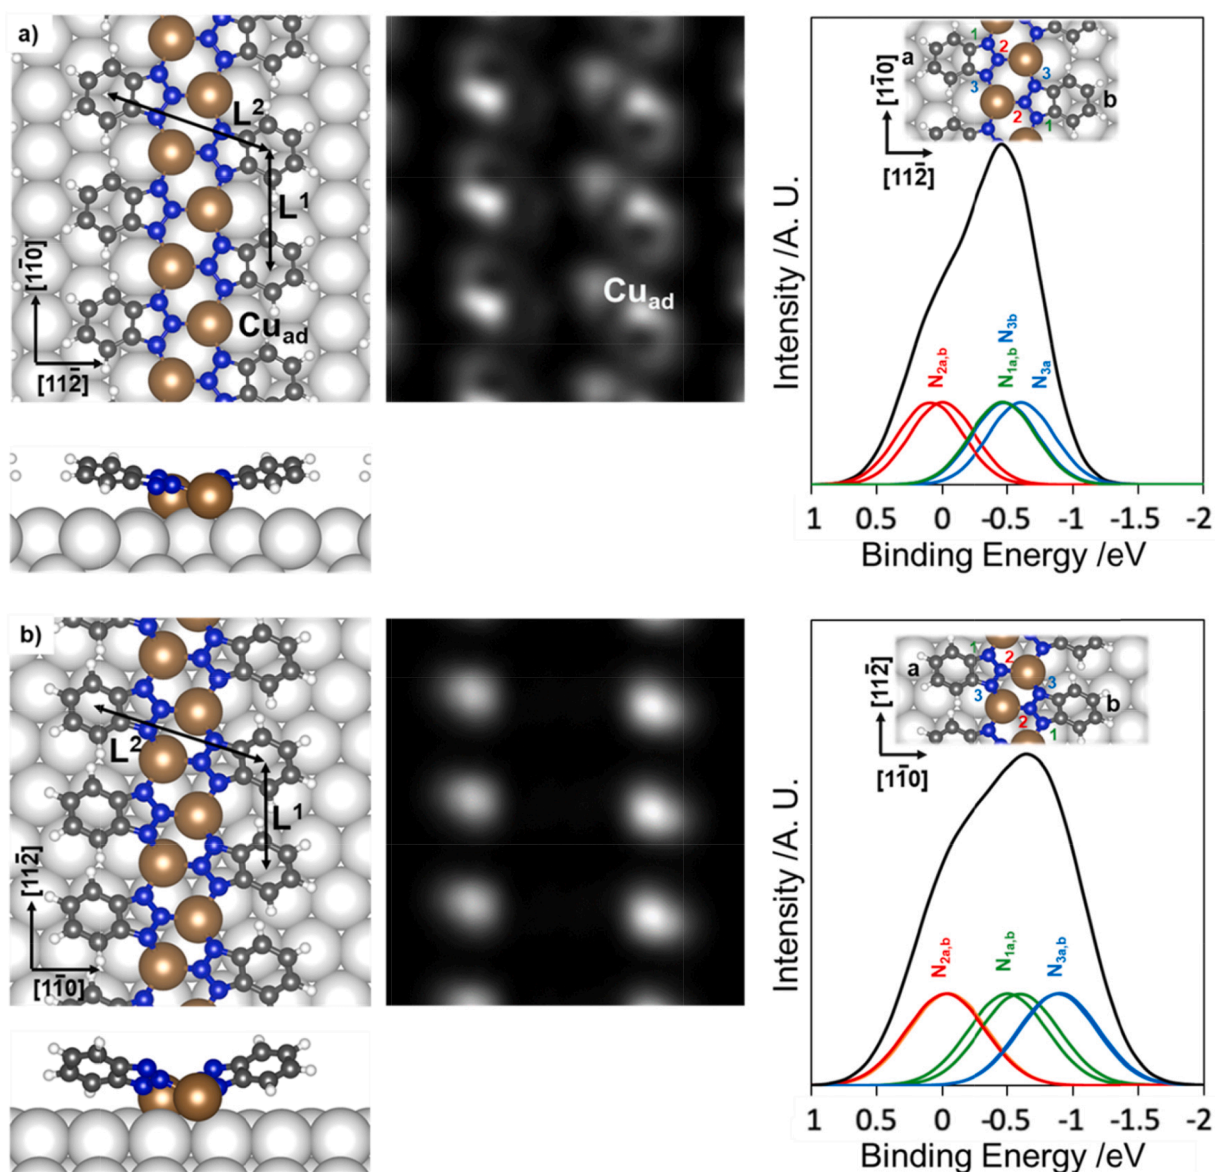 a)
L²
L¹
Cuad
[11̄0]
[112̄]
Cuad
Intensity /A. U.
[11̄0]
[112̄]
1
a
2
3
3
b
2
1
N2a,b
N3b
N1a,b
N3a
1 0.5 0 -0.5 -1 -1.5 -2
Binding Energy /eV
b)
L²
L¹
[112̄]
[11̄0]
Intensity /A. U.
[112̄]
[11̄0]
1
a
2
3
3
b
2
1
N2a,b
N1a,b
N3a,b
1 0.5 0 -0.5 -1 -1.5 -2
Binding Energy /eV